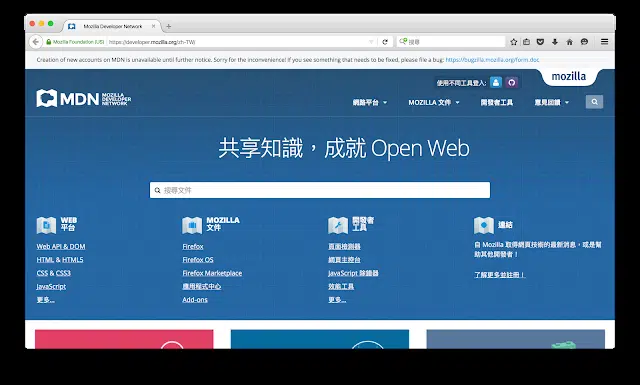 Mozilla Developer Network
Mozilla Foundation (US) https://developer.mozilla.org/zh-TW/ 搜尋
Creation of new accounts on MDN is unavailable until further notice. Sorry for the inconvenience! If you see something that needs to be fixed, please file a bug: https://bugzilla.mozilla.org/form.doc
使用不同工具登入: mozilla
MDN MOZILLA DEVELOPER NETWORK
網路平台 MOZILLA 文件 開發者工具 意見回饋
共享知識,成就 Open Web
搜尋文件
WEB
平台
Web API & DOM
HTML & HTML5
CSS & CSS3
JavaScript
更多...
MOZILLA
文件
Firefox
Firefox OS
Firefox Marketplace
應用程式中心
Add-ons
開發者
工具
頁面檢測器
網頁主控台
JavaScript 除錯器
效能工具
更多...
連結
自 Mozilla 取得網頁技術的最新消息,或是幫
助其他開發者!
了解更多並註冊!